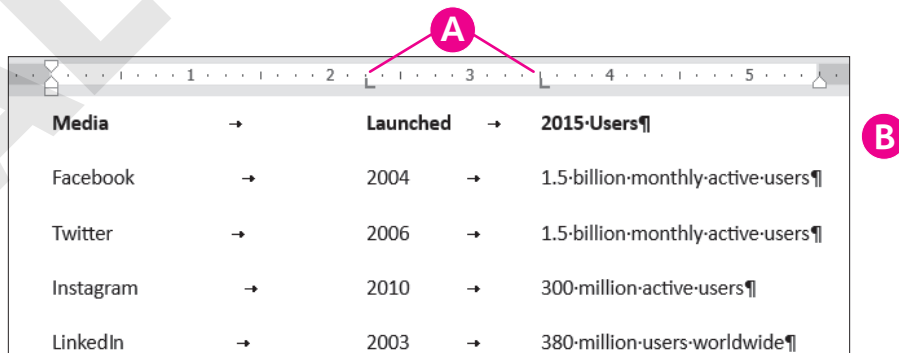 A
1 2 3 4 5
Media → Launched → 2015·Users¶
B
Facebook → 2004 → 1.5·billion·monthly·active·users¶
Twitter → 2006 → 1.5·billion·monthly·active·users¶
Instagram → 2010 → 300·million·active·users¶
LinkedIn → 2003 → 380·million·users·worldwide¶